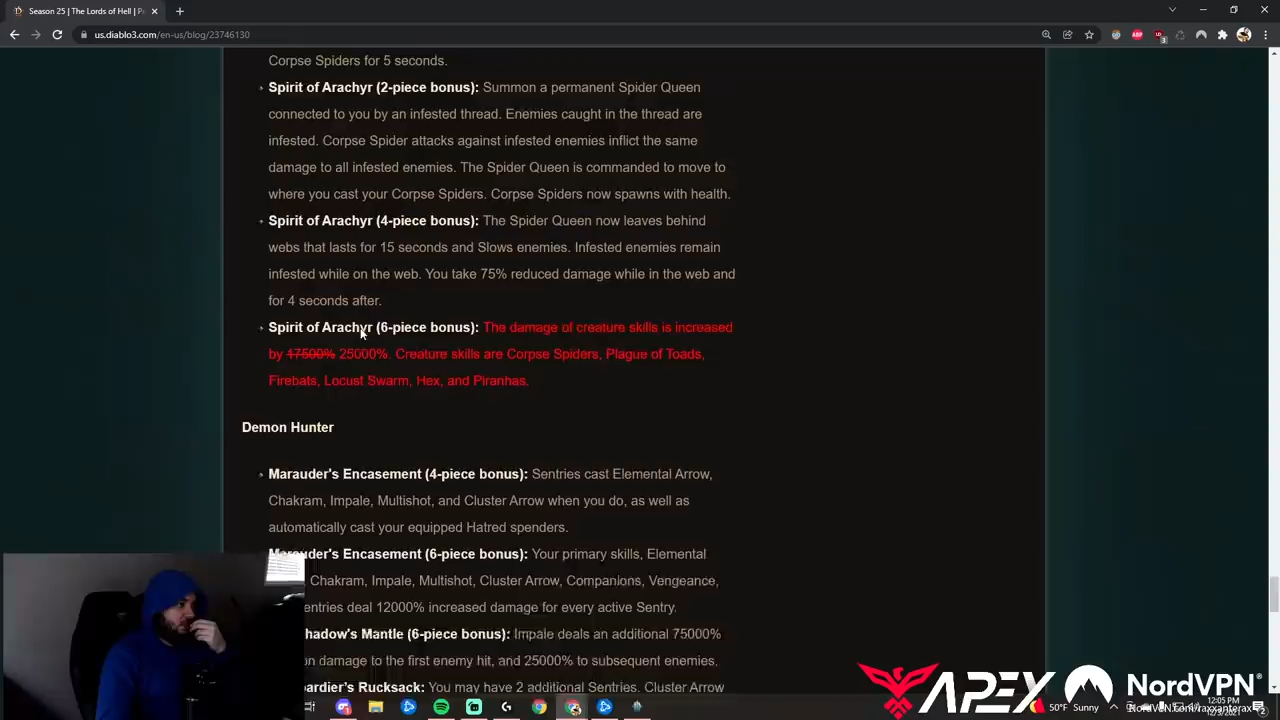 Season 25 | The Lords of Hell | P
us.diablo3.com/en-us/blog/23746130
Corpse Spiders for 5 seconds.
Spirit of Arachyr (2-piece bonus): Summon a permanent Spider Queen
connected to you by an infested thread. Enemies caught in the thread are
infested. Corpse Spider attacks against infested enemies inflict the same
damage to all infested enemies. The Spider Queen is commanded to move to
where you cast your Corpse Spiders. Corpse Spiders now spawns with health.
Spirit of Arachyr (4-piece bonus): The Spider Queen now leaves behind
webs that lasts for 15 seconds and Slows enemies. Infested enemies remain
infested while on the web. You take 75% reduced damage while in the web and
for 4 seconds after.
Spirit of Arachyr (6-piece bonus): The damage of creature skills is increased
by 17500% 25000%. Creature skills are Corpse Spiders, Plague of Toads,
Firebats, Locust Swarm, Hex, and Piranhas.
Demon Hunter
Marauder's Encasement (4-piece bonus): Sentries cast Elemental Arrow,
Chakram, Impale, Multishot, and Cluster Arrow when you do, as well as
automatically cast your equipped Hatred spenders.
Marauder's Encasement (6-piece bonus): Your primary skills, Elemental
Chakram, Impale, Multishot, Cluster Arrow, Companions, Vengeance,
entries deal 12000% increased damage for every active Sentry.
hadow's Mantle (6-piece bonus): Impale deals an additional 75000%
on damage to the first enemy hit, and 25000% to subsequent enemies.
bardier's Rucksack: You may have 2 additional Sentries. Cluster Arrow
APEX
NordVPN
50°F Sunny
12:05 PM